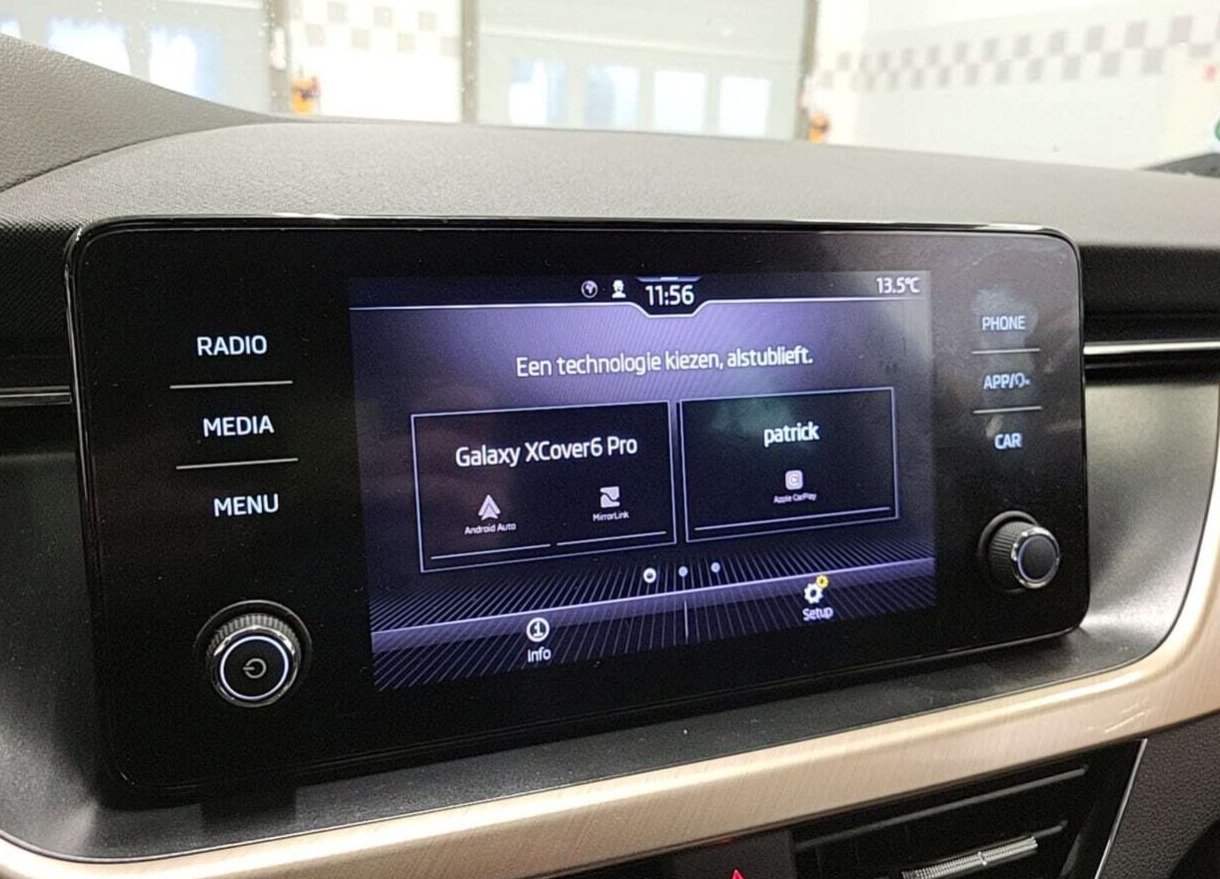 11:56
13.5°C
RADIO
MEDIA
MENU
Een technologie kiezen, alstublieft.
Galaxy XCover6 Pro
Android Auto
MirrorLink
patrick
Apple CarPlay
Info
Setup
PHONE
APP/
CAR